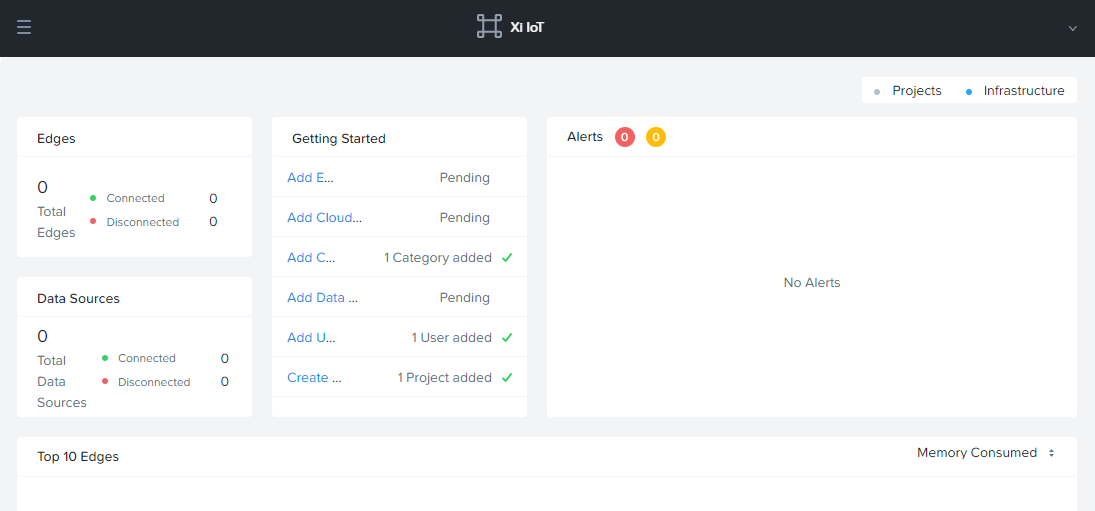 Xi IoT
Projects Infrastructure
Edges
0
Total
Edges
Connected 0
Disconnected 0
Data Sources
0
Total
Data
Sources
Connected 0
Disconnected 0
Getting Started
Add E... Pending
Add Cloud... Pending
Add C... 1 Category added
Add Data ... Pending
Add U... 1 User added
Create ... 1 Project added
Alerts 0 0
No Alerts
Top 10 Edges
Memory Consumed